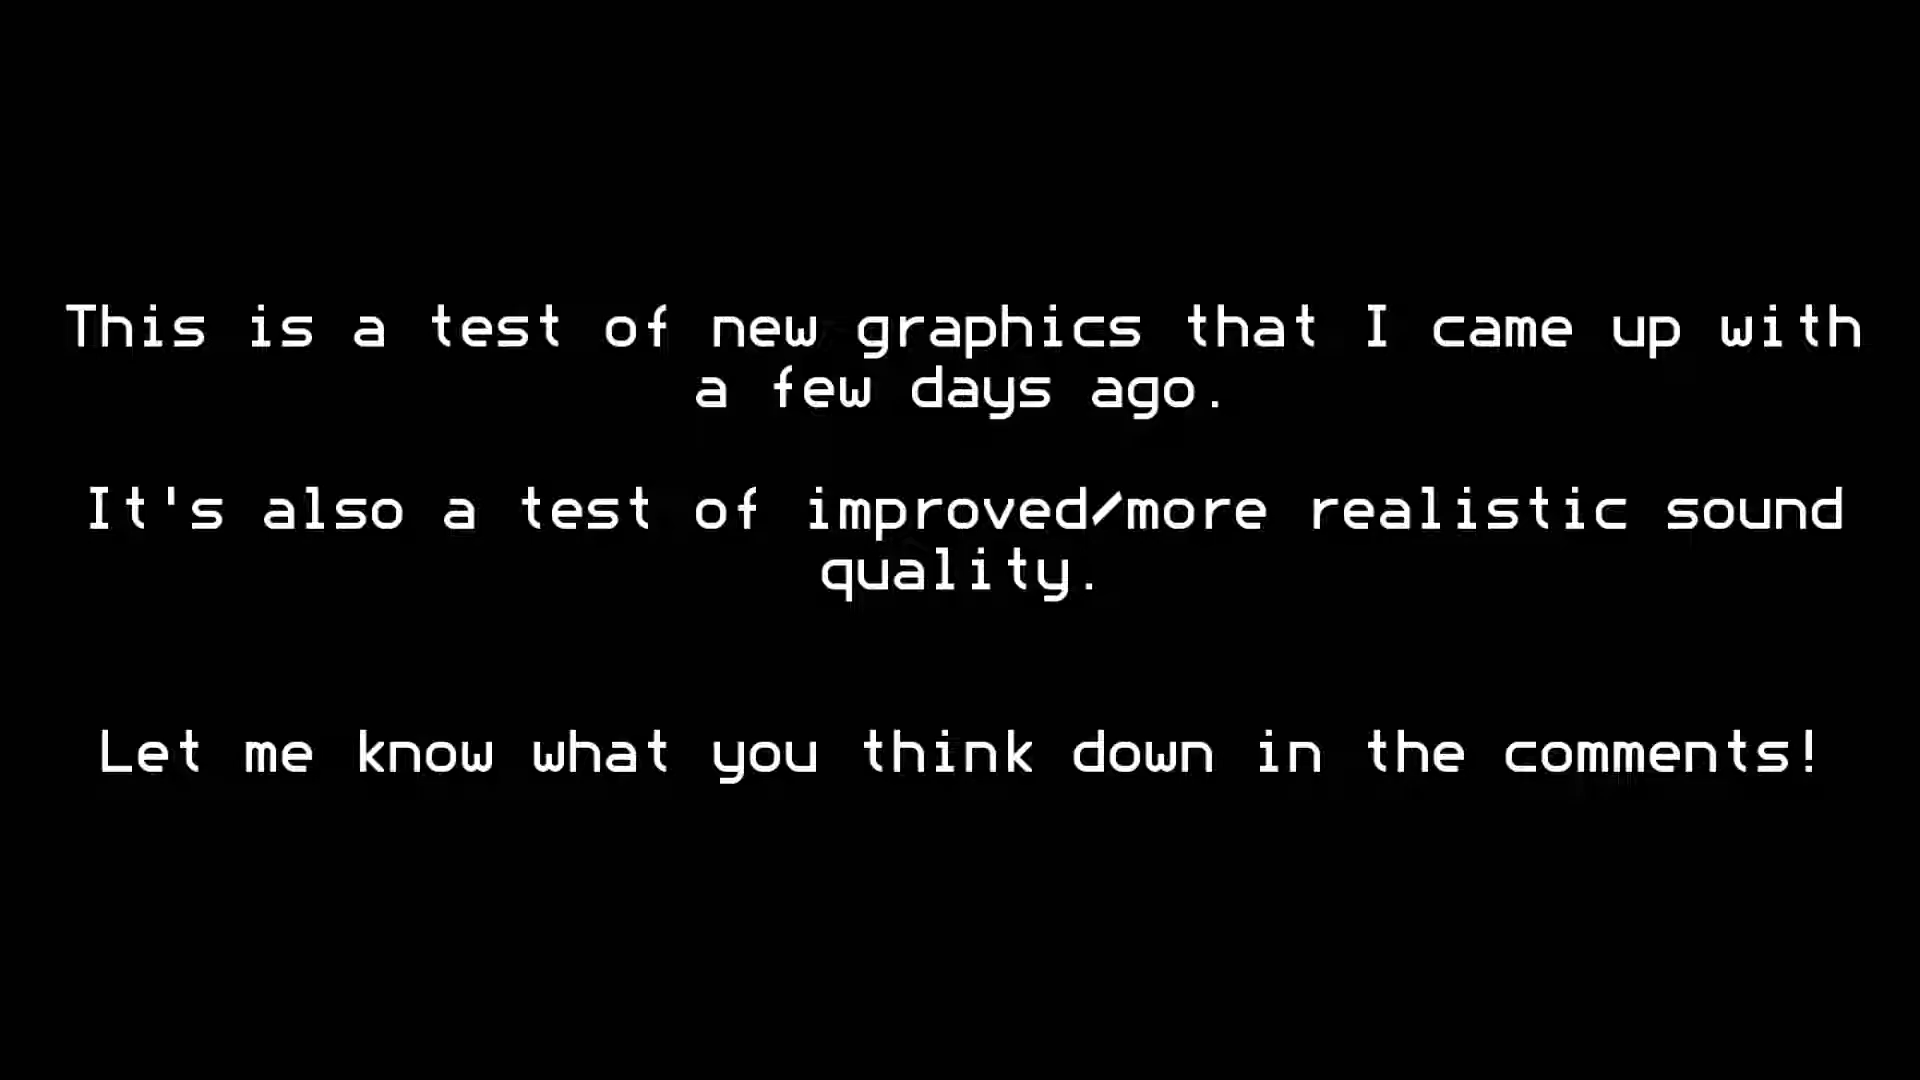 This is a test of new graphics that I came up with
a few days ago.
It's also a test of improved/more realistic sound
quality.
Let me know what you think down in the comments!